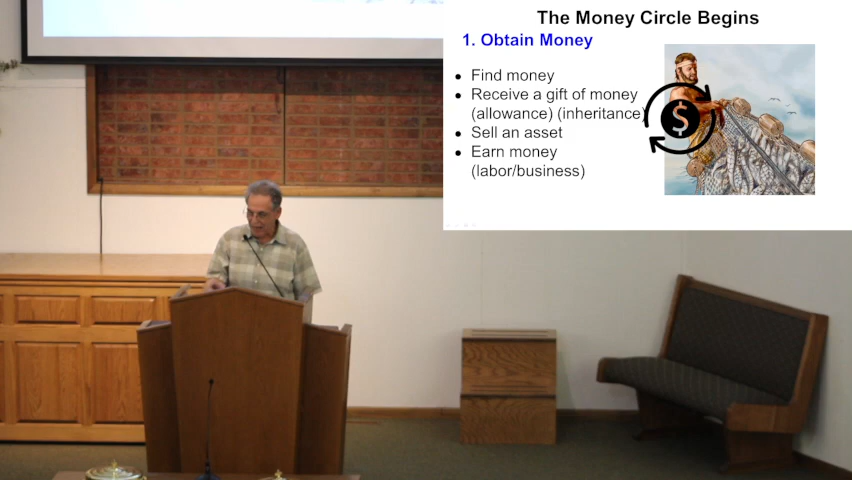 The Money Circle Begins
1. Obtain Money
• Find money
• Receive a gift of money
(allowance) (inheritance)
• Sell an asset
• Earn money
(labor/business)
$